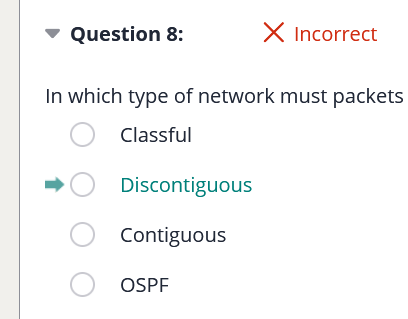 Question 8:
Incorrect
In which type of network must packets
Classful
Discontiguous
Contiguous
OSPF